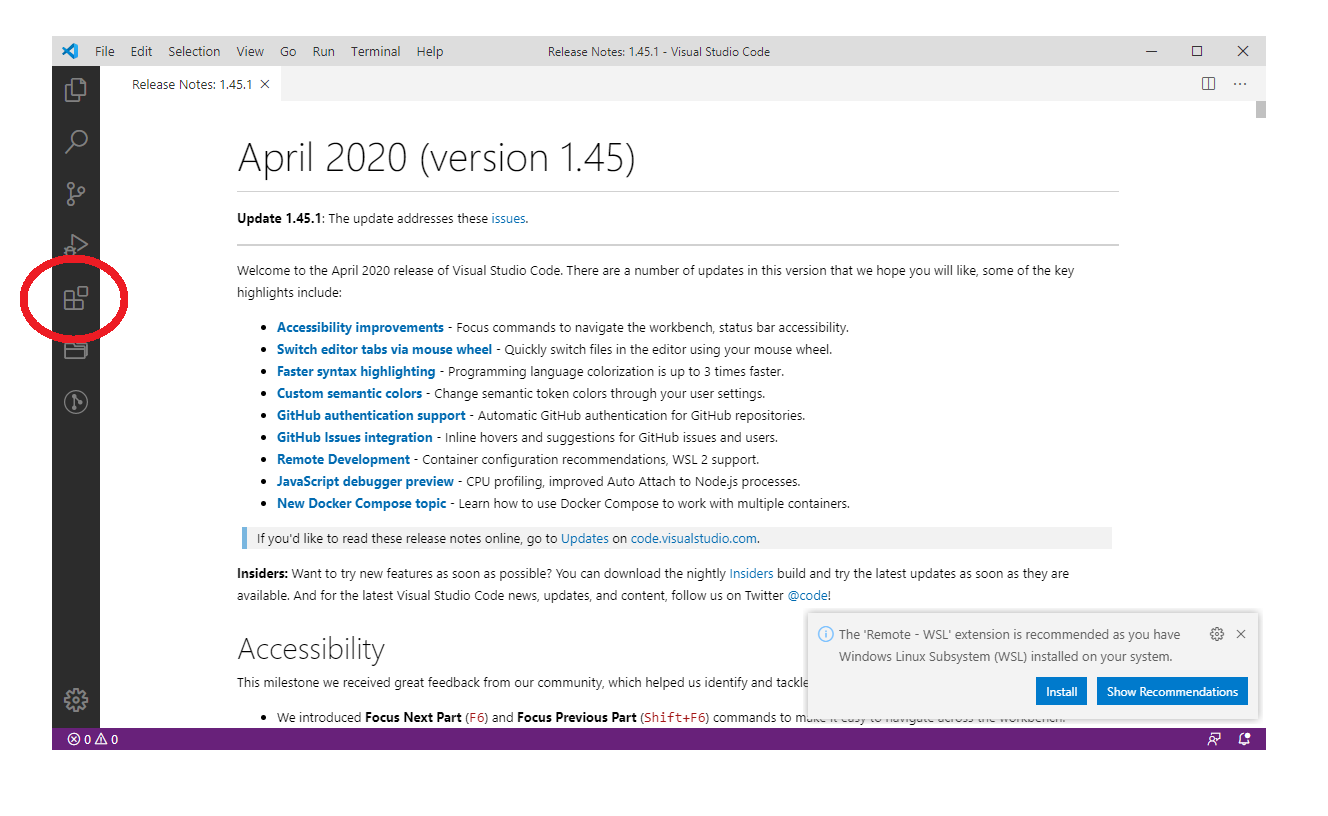 File Edit Selection View Go Run Terminal Help Release Notes: 1.45.1 - Visual Studio Code
Release Notes: 1.45.1
April 2020 (version 1.45)
Update 1.45.1: The update addresses these issues.
Welcome to the April 2020 release of Visual Studio Code. There are a number of updates in this version that we hope you will like, some of the key
highlights include:
Accessibility improvements - Focus commands to navigate the workbench, status bar accessibility.
Switch editor tabs via mouse wheel - Quickly switch files in the editor using your mouse wheel.
Faster syntax highlighting - Programming language colorization is up to 3 times faster.
Custom semantic colors - Change semantic token colors through your user settings.
GitHub authentication support - Automatic GitHub authentication for GitHub repositories.
GitHub Issues integration - Inline hovers and suggestions for GitHub issues and users.
Remote Development - Container configuration recommendations, WSL 2 support.
JavaScript debugger preview - CPU profiling, improved Auto Attach to Node.js processes.
New Docker Compose topic - Learn how to use Docker Compose to work with multiple containers.
If you'd like to read these release notes online, go to Updates on code.visualstudio.com.
Insiders: Want to try new features as soon as possible? You can download the nightly Insiders build and try the latest updates as soon as they are
available. And for the latest Visual Studio Code news, updates, and content, follow us on Twitter @code!
Accessibility
This milestone we received great feedback from our community, which helped us identify and tackle
We introduced Focus Next Part (F6) and Focus Previous Part (Shift+F6) commands to make it easy to navigate across the workbench.
The 'Remote - WSL' extension is recommended as you have
Windows Linux Subsystem (WSL) installed on your system.
Install Show Recommendations
0 0